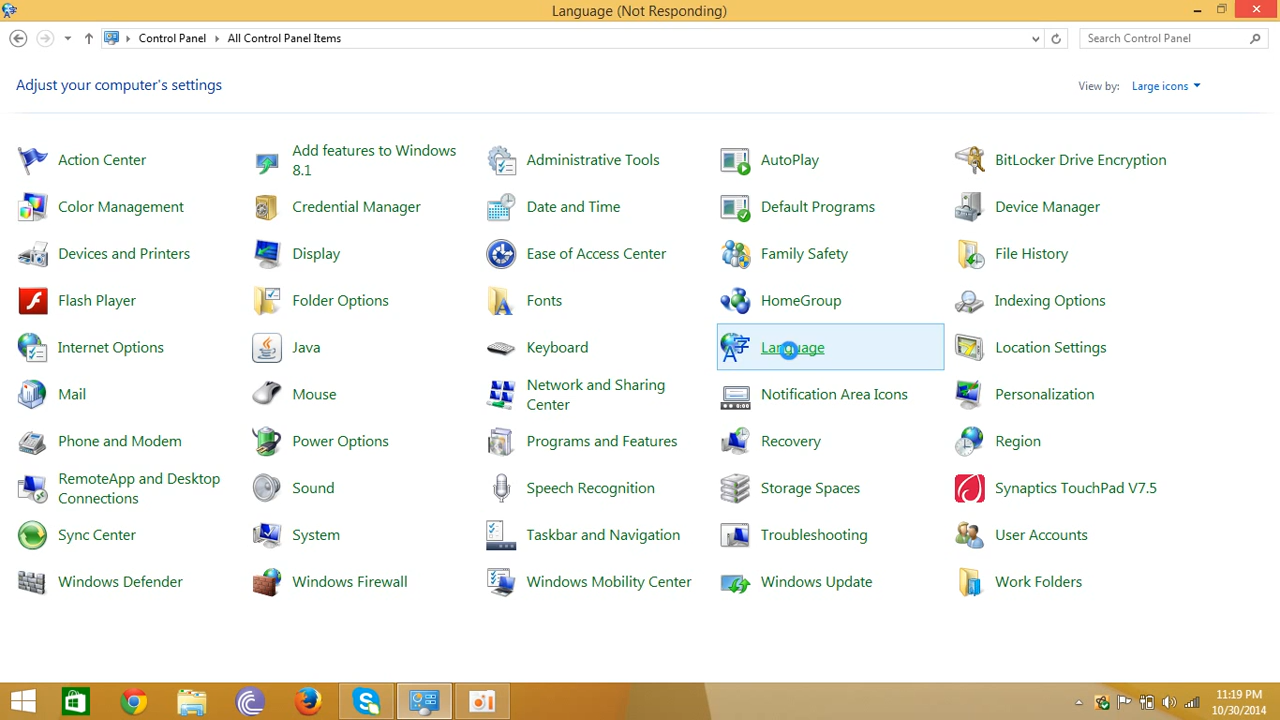 Language (Not Responding)
Control Panel
All Control Panel Items
Search Control Panel
Adjust your computer's settings
View by: Large icons
Action Center
Add features to Windows
8.1
Administrative Tools
AutoPlay
BitLocker Drive Encryption
Color Management
Credential Manager
Date and Time
Default Programs
Device Manager
Devices and Printers
Display
Ease of Access Center
Family Safety
File History
Flash Player
Folder Options
Fonts
HomeGroup
Indexing Options
Internet Options
Java
Keyboard
Language
Location Settings
Mail
Mouse
Network and Sharing
Center
Notification Area Icons
Personalization
Phone and Modem
Power Options
Programs and Features
Recovery
Region
RemoteApp and Desktop
Connections
Sound
Speech Recognition
Storage Spaces
Synaptics TouchPad V7.5
Sync Center
System
Taskbar and Navigation
Troubleshooting
User Accounts
Windows Defender
Windows Firewall
Windows Mobility Center
Windows Update
Work Folders
11:19 PM
10/30/2014